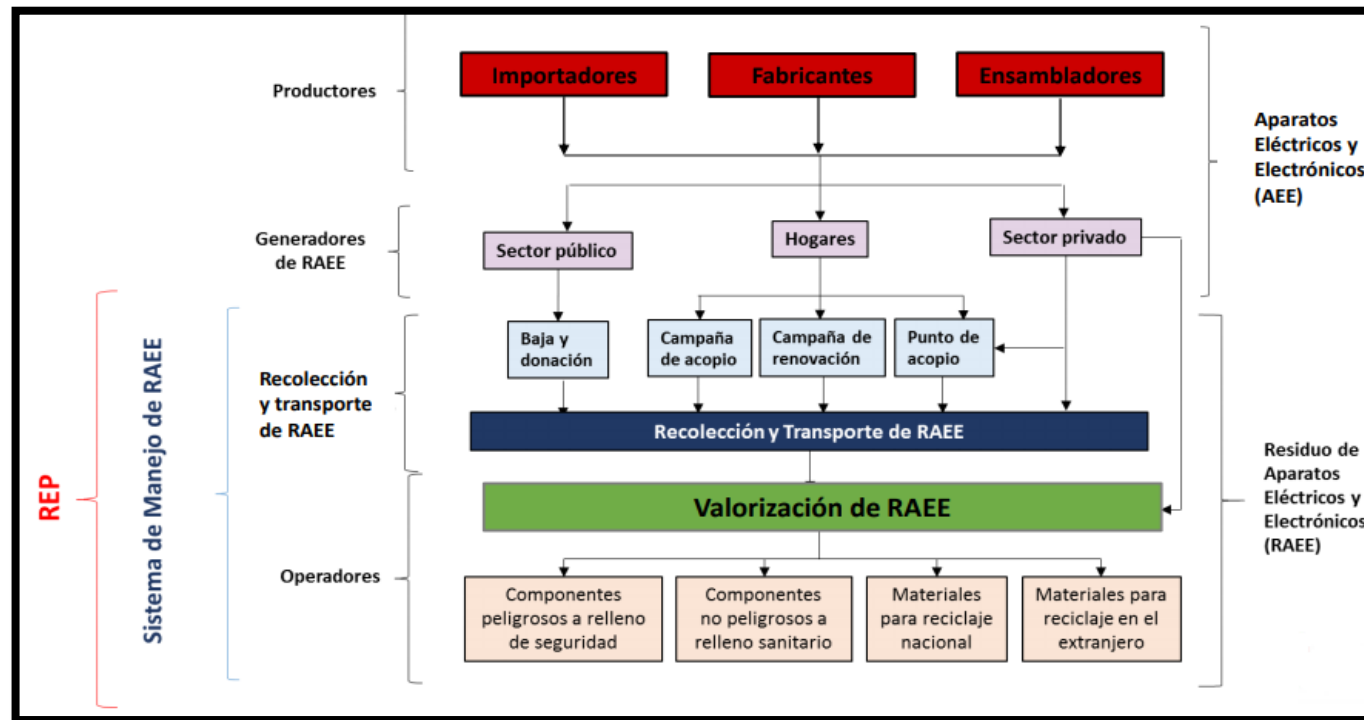 Importadores
Fabricantes
Ensambladores
Productores
Aparatos
Eléctricos y
Electrónicos
(AEE)
Generadores
de RAEE
Sector público
Hogares
Sector privado
Baja y
donación
Campaña
de acopio
Campaña de
renovación
Punto de
acopio
Recolección
y transporte
de RAEE
Recolección y Transporte de RAEE
REP
Sistema de Manejo de RAEE
Valorización de RAEE
Residuo de
Aparatos
Eléctricos y
Electrónicos
(RAEE)
Operadores
Componentes
peligrosos a relleno
de seguridad
Componentes
no peligrosos a
relleno sanitario
Materiales
para reciclaje
nacional
Materiales para
reciclaje en el
extranjero